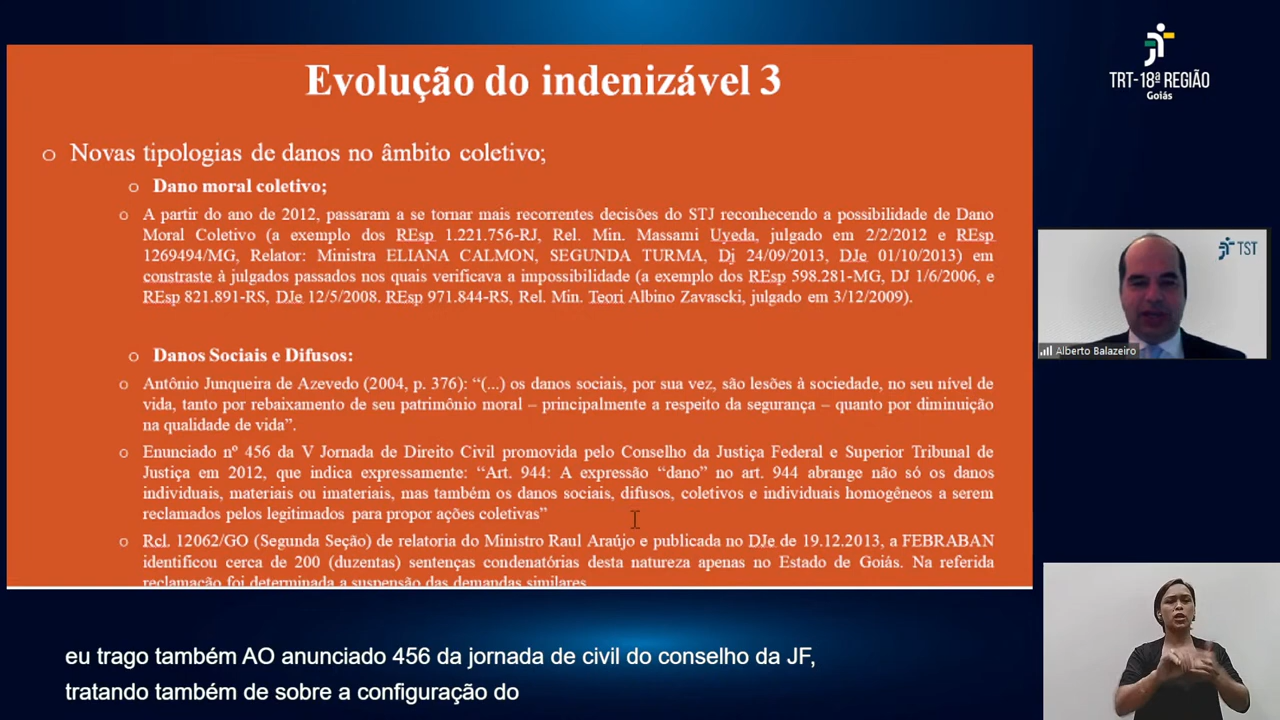 Evolução do indenizável 3
o Novas tipologias de danos no âmbito coletivo;
o Dano moral coletivo;
o A partir do ano de 2012, passaram a se tornar mais recorrentes decisões do STJ reconhecendo a possibilidade de Dano
Moral Coletivo (a exemplo dos REsp 1.221.756-RJ, Rel. Min. Massami Uyeda, julgado em 2/2/2012 e REsp
1269494/MG, Relator: Ministra ELIANA CALMON, SEGUNDA TURMA, Dj 24/09/2013, DJe 01/10/2013) em
constraste à julgados passados nos quais verificava a impossibilidade (a exemplo dos REsp 598.281-MG, DJ 1/6/2006, e
REsp 821.891-RS, DJe 12/5/2008. REsp 971.844-RS, Rel. Min. Teori Albino Zavascki, julgado em 3/12/2009).
o Danos Sociais e Difusos:
o Antônio Junqueira de Azevedo (2004, p. 376): “(...) os danos sociais, por sua vez, são lesões à sociedade, no seu nível de
vida, tanto por rebaixamento de seu patrimônio moral – principalmente a respeito da segurança – quanto por diminuição
na qualidade de vida”.
o Enunciado nº 456 da V Jornada de Direito Civil promovida pelo Conselho da Justiça Federal e Superior Tribunal de
Justiça em 2012, que indica expressamente: “Art. 944: A expressão “dano” no art. 944 abrange não só os danos
individuais, materiais ou imateriais, mas também os danos sociais, difusos, coletivos e individuais homogêneos a serem
reclamados pelos legitimados para propor ações coletivas”
o Rcl. 12062/GO (Segunda Seção) de relatoria do Ministro Raul Araújo e publicada no DJe de 19.12.2013, a FEBRABAN
identificou cerca de 200 (duzentas) sentenças condenatórias desta natureza apenas no Estado de Goiás. Na referida
reclamação foi determinada a suspensão das demandas similares.
TRT-18ª REGIÃO
Goiás
TST
Alberto Balazeiro
eu trago também AO anunciado 456 da jornada de civil do conselho da JF,
tratando também de sobre a configuração do